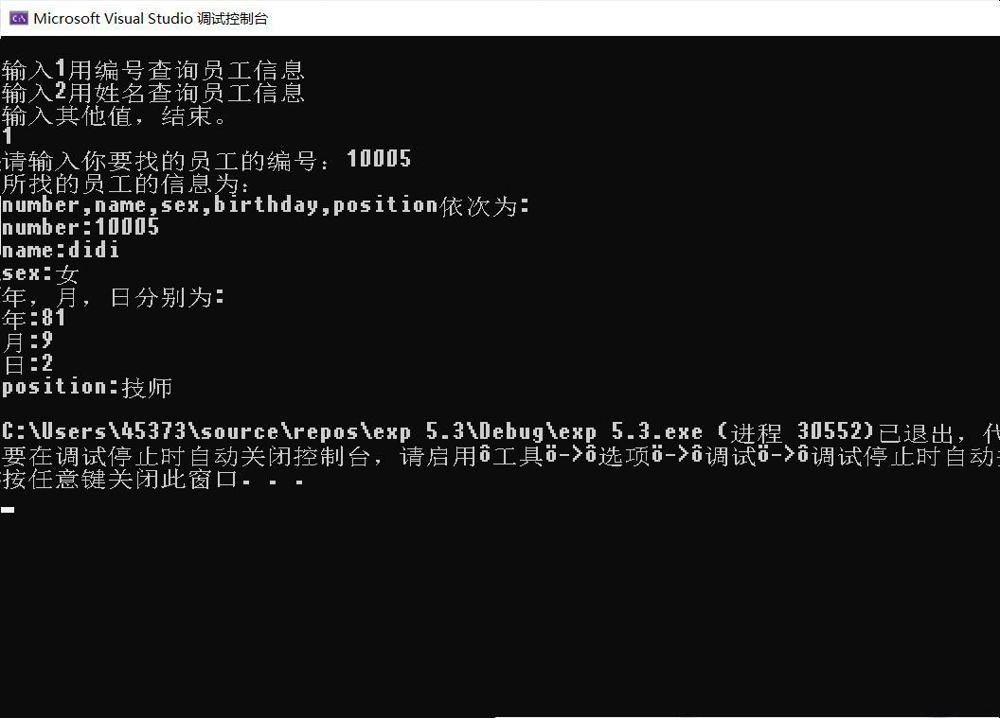 Microsoft Visual Studio 调试控制台
输入1用编号查询员工信息
输入2用姓名查询员工信息
输入其他值，结束。
1
请输入你要找的员工的编号：10005
所找的员工的信息为：
number,name,sex,birthday,position依次为:
number:10005
name:didi
sex:女
年，月，日分别为:
年:81
月:9
日:2
position:技师
C:\Users\45373\source\repos\exp 5.3\Debug\exp 5.3.exe (进程 30552)已退出，代
要在调试停止时自动关闭控制台，请启用ô工具ö->ô选项ö->ô调试ö->ô调试停止时自动
按任意键关闭此窗口. . .